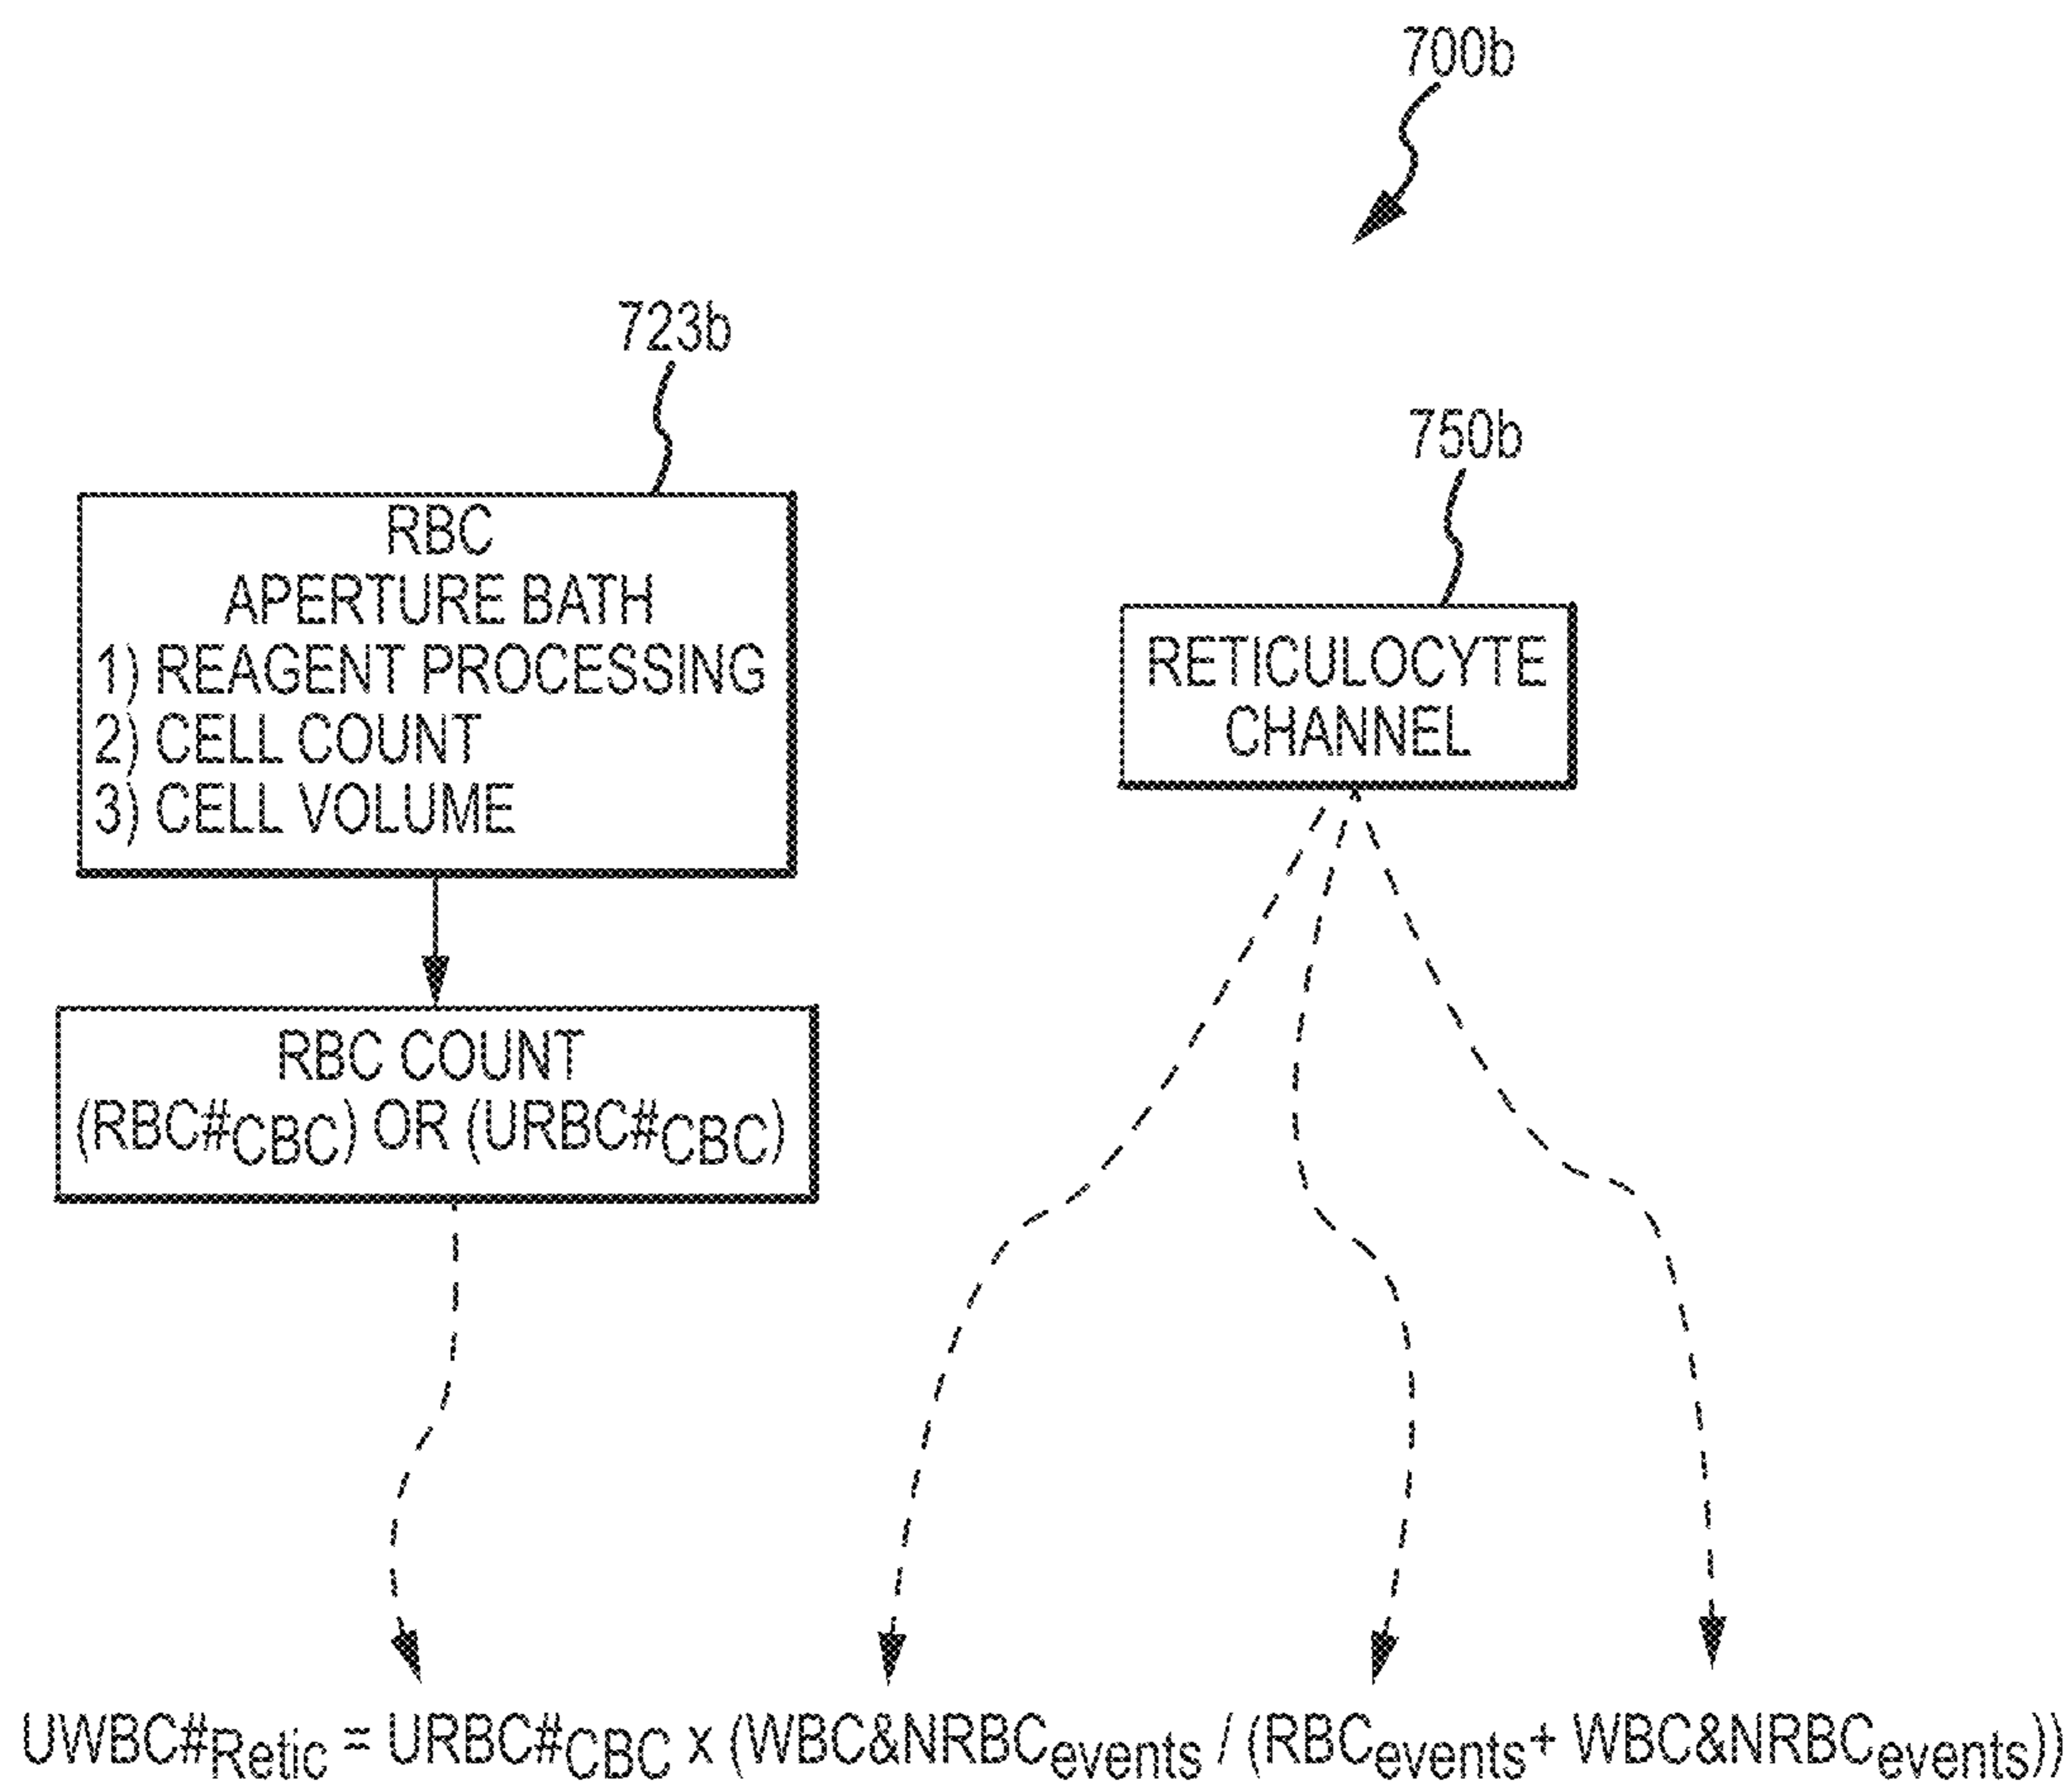 700b
723b
750b
RBC
APERTURE BATH
1) REAGENT PROCESSING
2) CELL COUNT
3) CELL VOLUME
RETICULOCYTE
CHANNEL
RBC COUNT
(RBC#CBC) OR (URBC#CBC)
UWBC#Retic = URBC#CBC x (WBC&NRBCevents / (RBCevents+ WBC&NRBCevents))